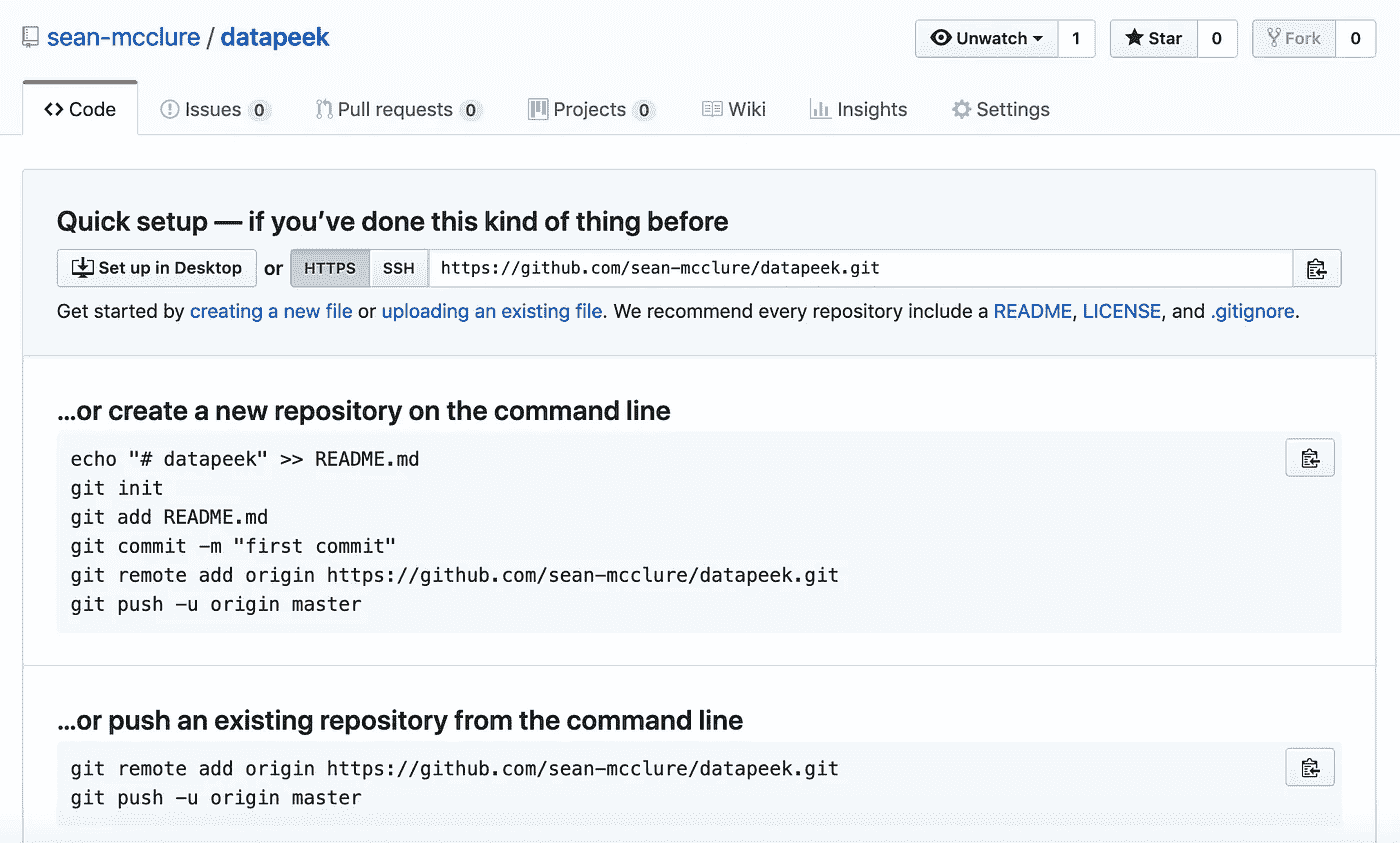 sean-mcclure / datapeek
Unwatch 1 Star 0 Fork 0
Code Issues 0 Pull requests 0 Projects 0 Wiki Insights Settings
Quick setup — if you’ve done this kind of thing before
Set up in Desktop or HTTPS SSH https://github.com/sean-mcclure/datapeek.git
Get started by creating a new file or uploading an existing file. We recommend every repository include a README, LICENSE, and .gitignore.
…or create a new repository on the command line
echo "# datapeek" >> README.md
git init
git add README.md
git commit -m "first commit"
git remote add origin https://github.com/sean-mcclure/datapeek.git
git push -u origin master
…or push an existing repository from the command line
git remote add origin https://github.com/sean-mcclure/datapeek.git
git push -u origin master